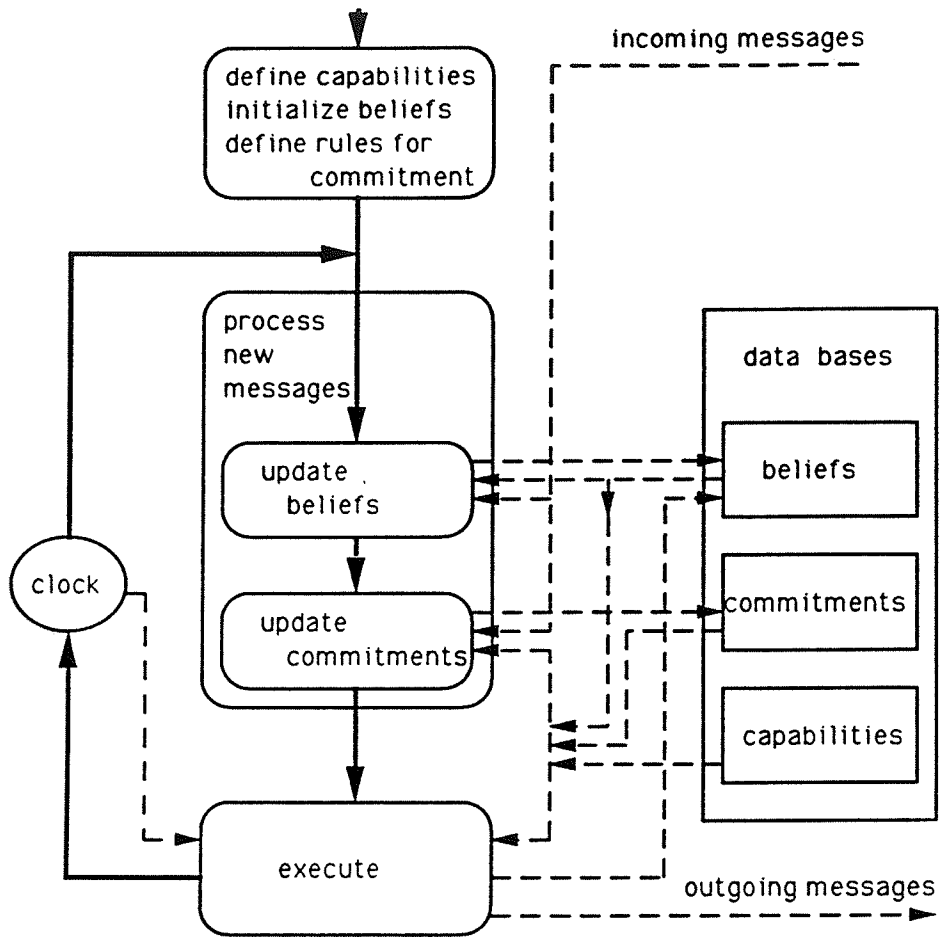 incoming messages
define capabilities
initialize beliefs
define rules for
commitment
process
new
messages
data bases
update
beliefs
beliefs
clock
update
commitments
commitments
capabilities
execute
outgoing messages